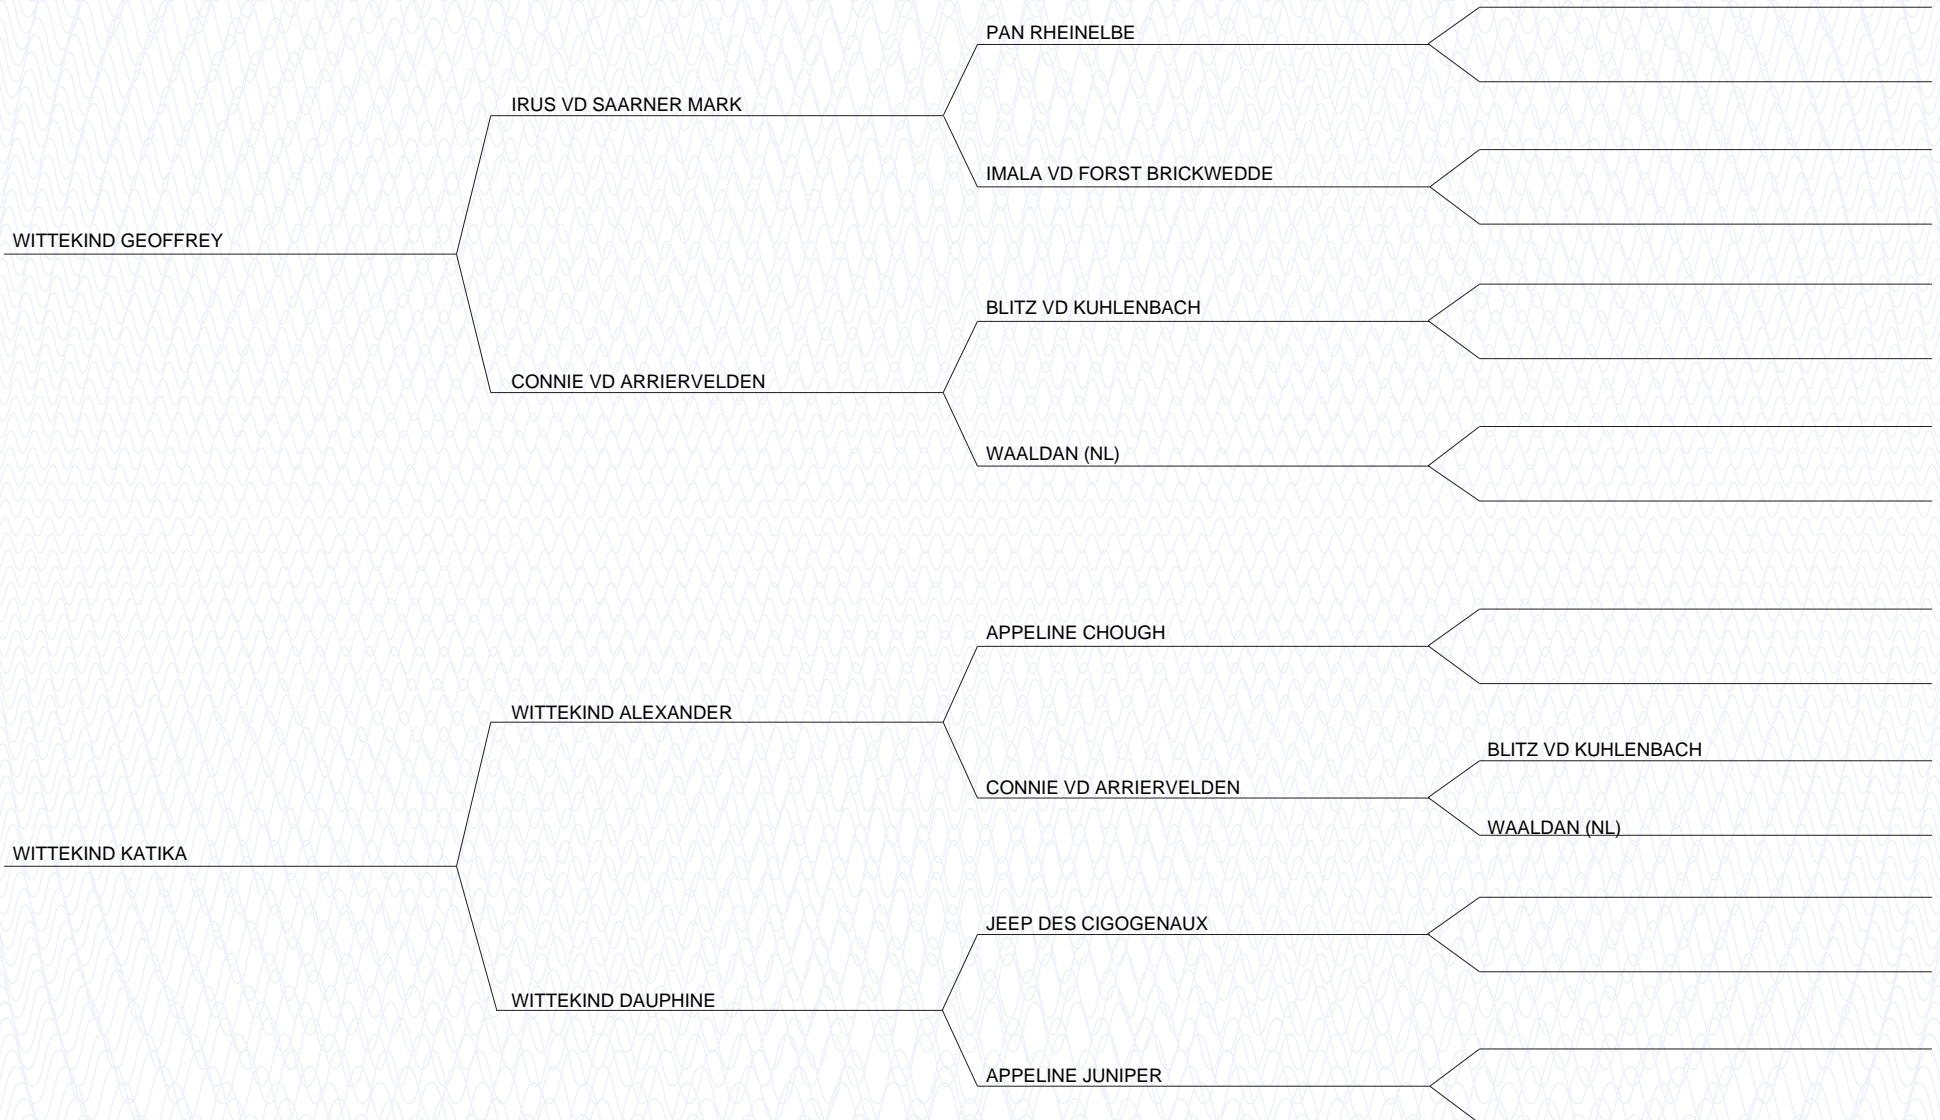 PAN RHEINELBE
IRUS VD SAARNER MARK
IMALA VD FORST BRICKWEDDE
WITTEKIND GEOFFREY
BLITZ VD KUHLENBACH
CONNIE VD ARRIERVELDEN
WAALDAN (NL)
APPELINE CHOUGH
WITTEKIND ALEXANDER
BLITZ VD KUHLENBACH
CONNIE VD ARRIERVELDEN
WAALDAN (NL)
WITTEKIND KATIKA
JEEP DES CIGOGENAUX
WITTEKIND DAUPHINE
APPELINE JUNIPER